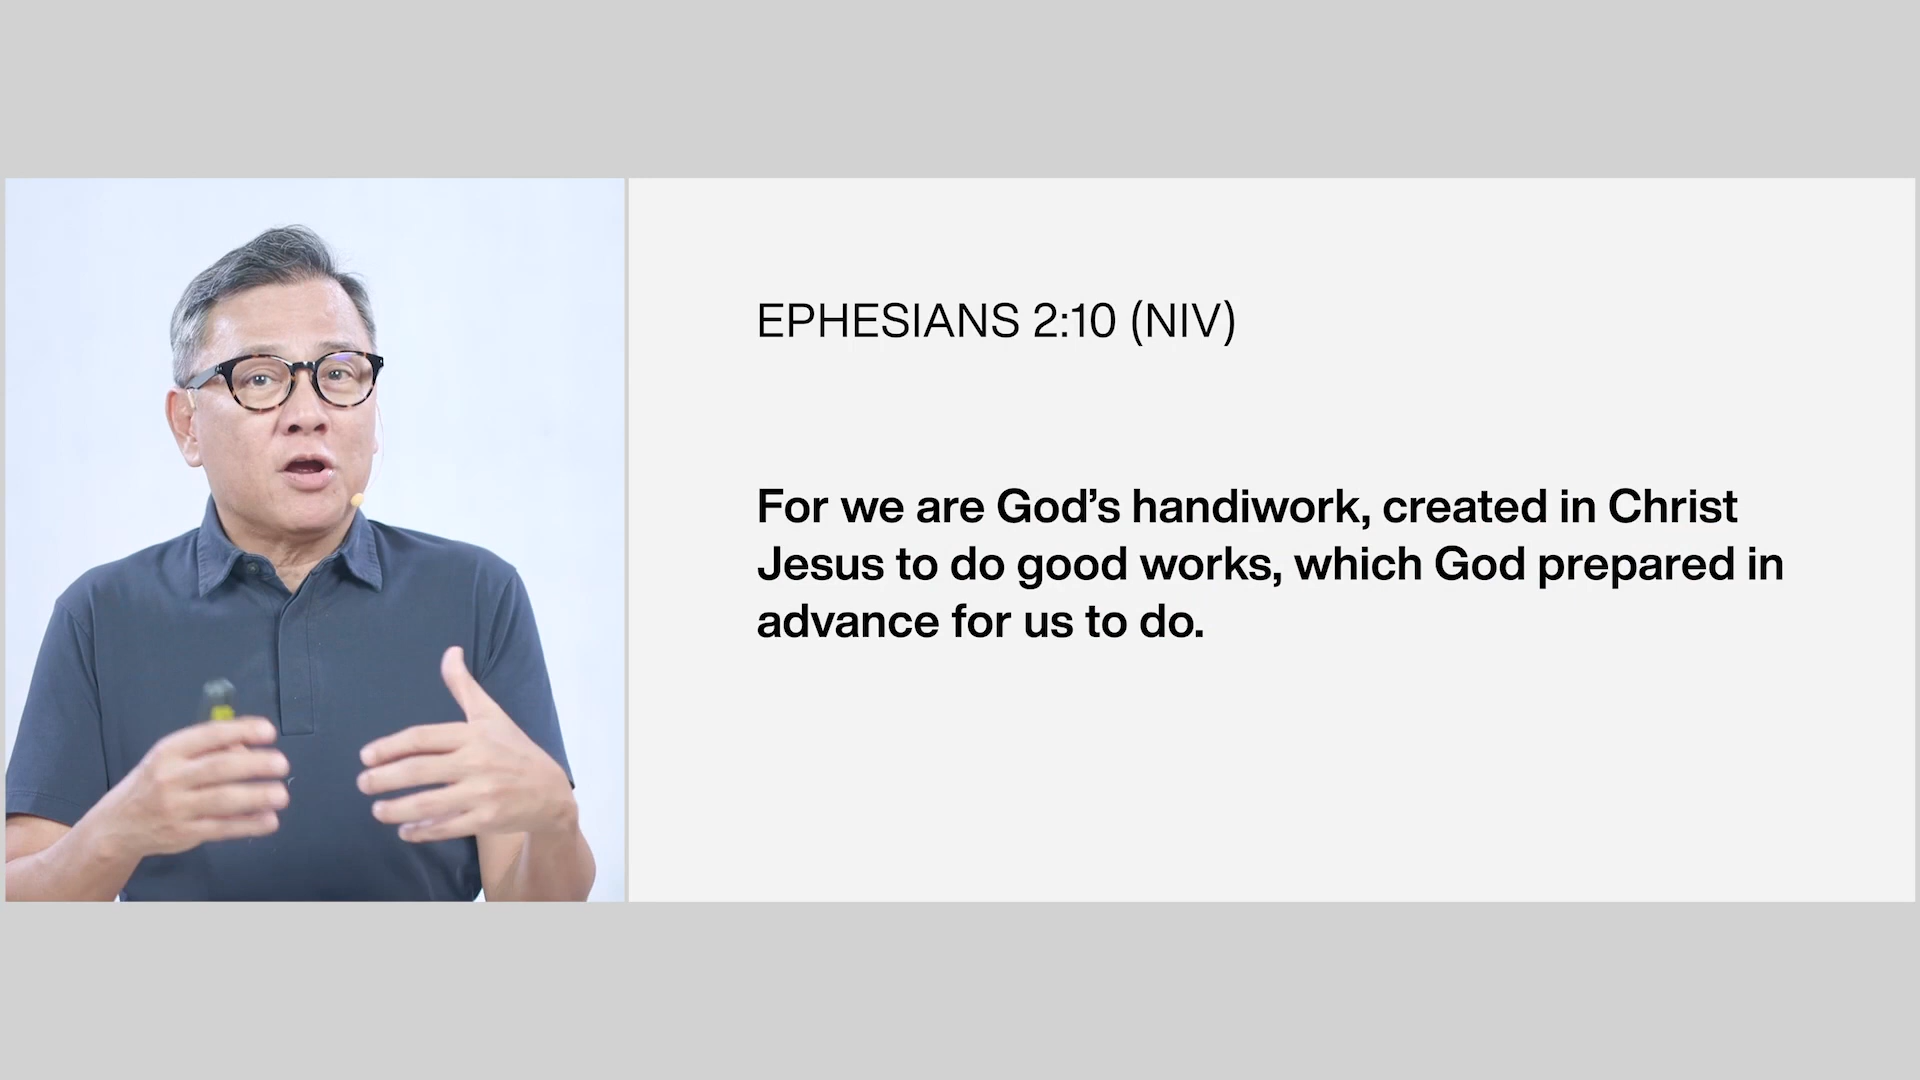 EPHESIANS 2:10 (NIV)
For we are God’s handiwork, created in Christ
Jesus to do good works, which God prepared in
advance for us to do.